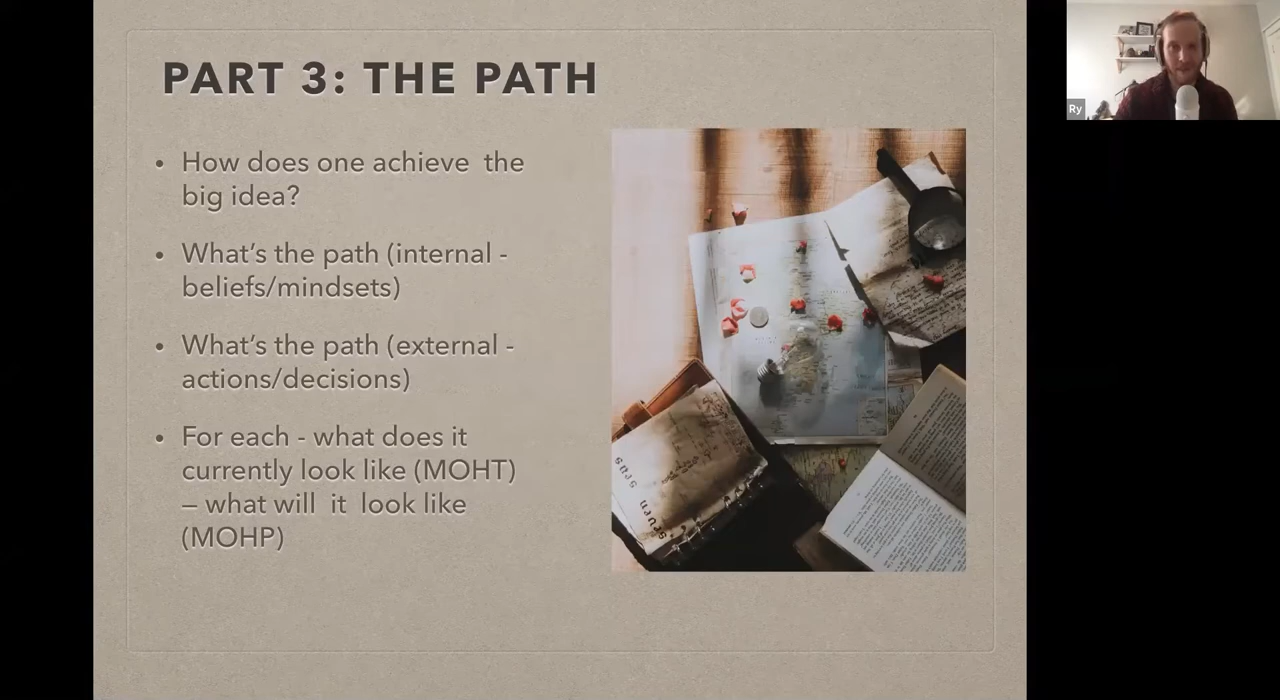 PART 3: THE PATH
• How does one achieve the
big idea?
• What's the path (internal -
beliefs/mindsets)
• What's the path (external -
actions/decisions)
• For each - what does it
currently look like (MOHT)
– what will it look like
(MOHP)
Ry